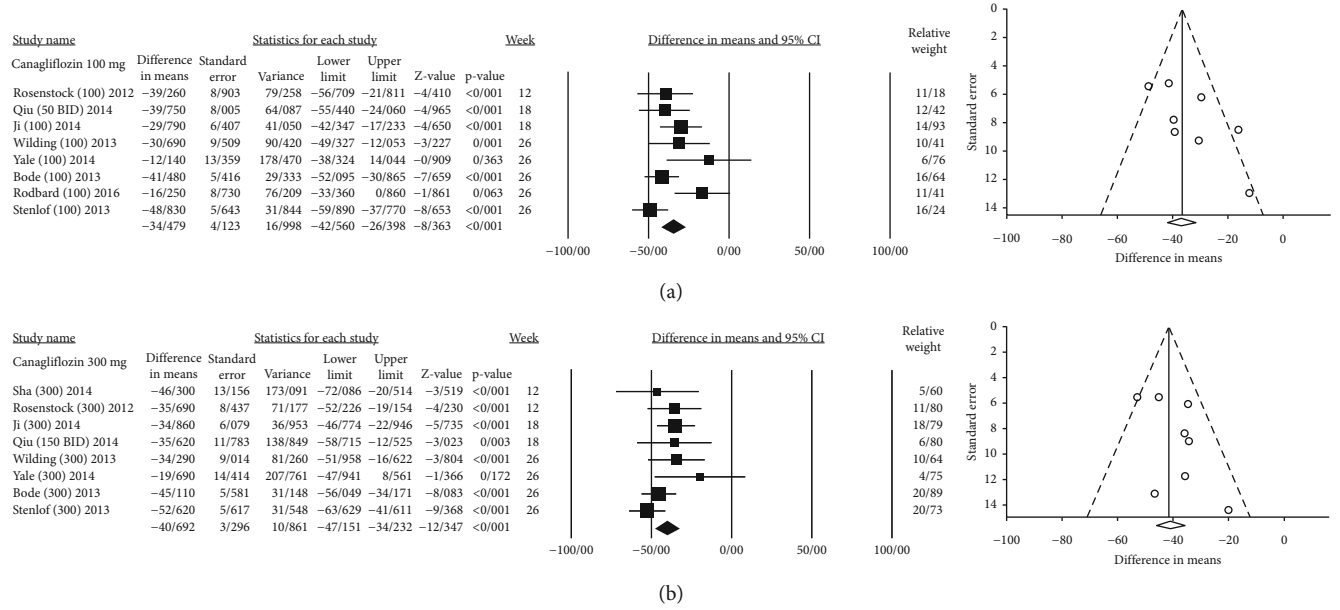 (a)
Study name Statistics for each study Week Difference in means and 95% CI Relative weight
Canagliflozin 100 mg Difference in means Standard error Variance Lower limit Upper limit Z-value p-value
Rosenstock (100) 2012 −39/260 8/903 79/258 −56/709 −21/811 −4/410 <0/001 12 11/18
Qiu (50 BID) 2014 −39/750 8/005 64/087 −55/440 −24/060 −4/965 <0/001 18 12/42
Ji (100) 2014 −29/790 6/407 41/050 −42/347 −17/233 −4/650 <0/001 18 14/93
Wilding (100) 2013 −30/690 9/509 90/420 −49/327 −12/053 −3/227 0/001 26 10/41
Yale (100) 2014 −12/140 13/359 178/470 −38/324 14/044 −0/909 0/363 26 6/76
Bode (100) 2013 −41/480 5/416 29/333 −52/095 −30/865 −7/659 <0/001 26 16/64
Rodbard (100) 2016 −16/250 8/730 76/209 −33/360 0/860 −1/861 0/063 26 11/41
Stenlof (100) 2013 −48/830 5/643 31/844 −59/890 −37/770 −8/653 <0/001 26 16/24
−34/479 4/123 16/998 −42/560 −26/398 −8/363 <0/001
−100/00 −50/00 0/00 50/00 100/00
Standard error
0
2
4
6
8
10
12
14
−100 −80 −60 −40 −20 0
Difference in means
(a)
Study name Statistics for each study Week Difference in means and 95% CI Relative weight
Canagliflozin 300 mg Difference in means Standard error Variance Lower limit Upper limit Z-value p-value
Sha (300) 2014 −46/300 13/156 173/091 −72/086 −20/514 −3/519 <0/001 12 5/60
Rosenstock (300) 2012 −35/690 8/437 71/177 −52/226 −19/154 −4/230 <0/001 12 11/80
Ji (300) 2014 −34/860 6/079 36/953 −46/774 −22/946 −5/735 <0/001 18 18/79
Qiu (150 BID) 2014 −35/620 11/783 138/849 −58/715 −12/525 −3/023 0/003 18 6/80
Wilding (300) 2013 −34/290 9/014 81/260 −51/958 −16/622 −3/804 <0/001 26 10/64
Yale (300) 2014 −19/690 14/414 207/761 −47/941 8/561 −1/366 0/172 26 4/75
Bode (300) 2013 −45/110 5/581 31/148 −56/049 −34/171 −8/083 <0/001 26 20/89
Stenlof (300) 2013 −52/620 5/617 31/548 −63/629 −41/611 −9/368 <0/001 26 20/73
−40/692 3/296 10/861 −47/151 −34/232 −12/347 <0/001
−100/00 −50/00 0/00 50/00 100/00
Standard error
0
2
4
6
8
10
12
14
−100 −80 −60 −40 −20 0
Difference in means
(b)